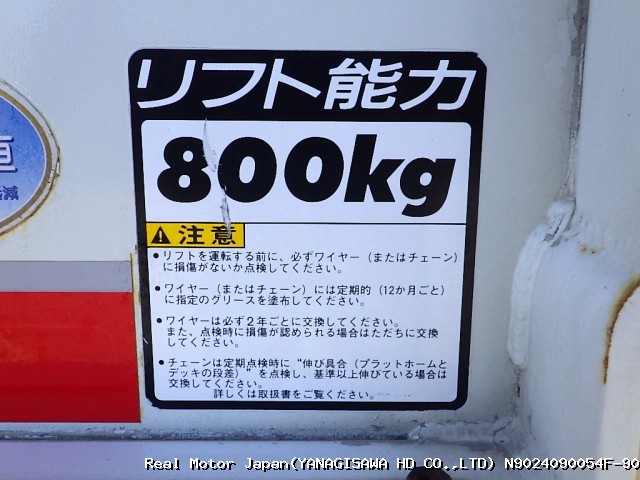 リフト能力
800kg
注意
●リフトを運転する前に、必ずワイヤー（またはチェーン）
に損傷がないか点検してください。
●ワイヤー（またはチェーン）には定期的（12か月ごと）
に指定のグリースを塗布してください。
●ワイヤーは必ず2年ごとに交換してください。
また、点検時に損傷が認められる場合はただちに交換
してください。
●チェーンは定期点検時に“伸び具合（プラットホームと
デッキの段差）”を点検し、基準以上伸びている場合は
交換してください。
詳しくは取扱書をご覧ください。
減
Real Motor Japan(YANAGISAWA HD CO.,LTD) N9024090054F-90